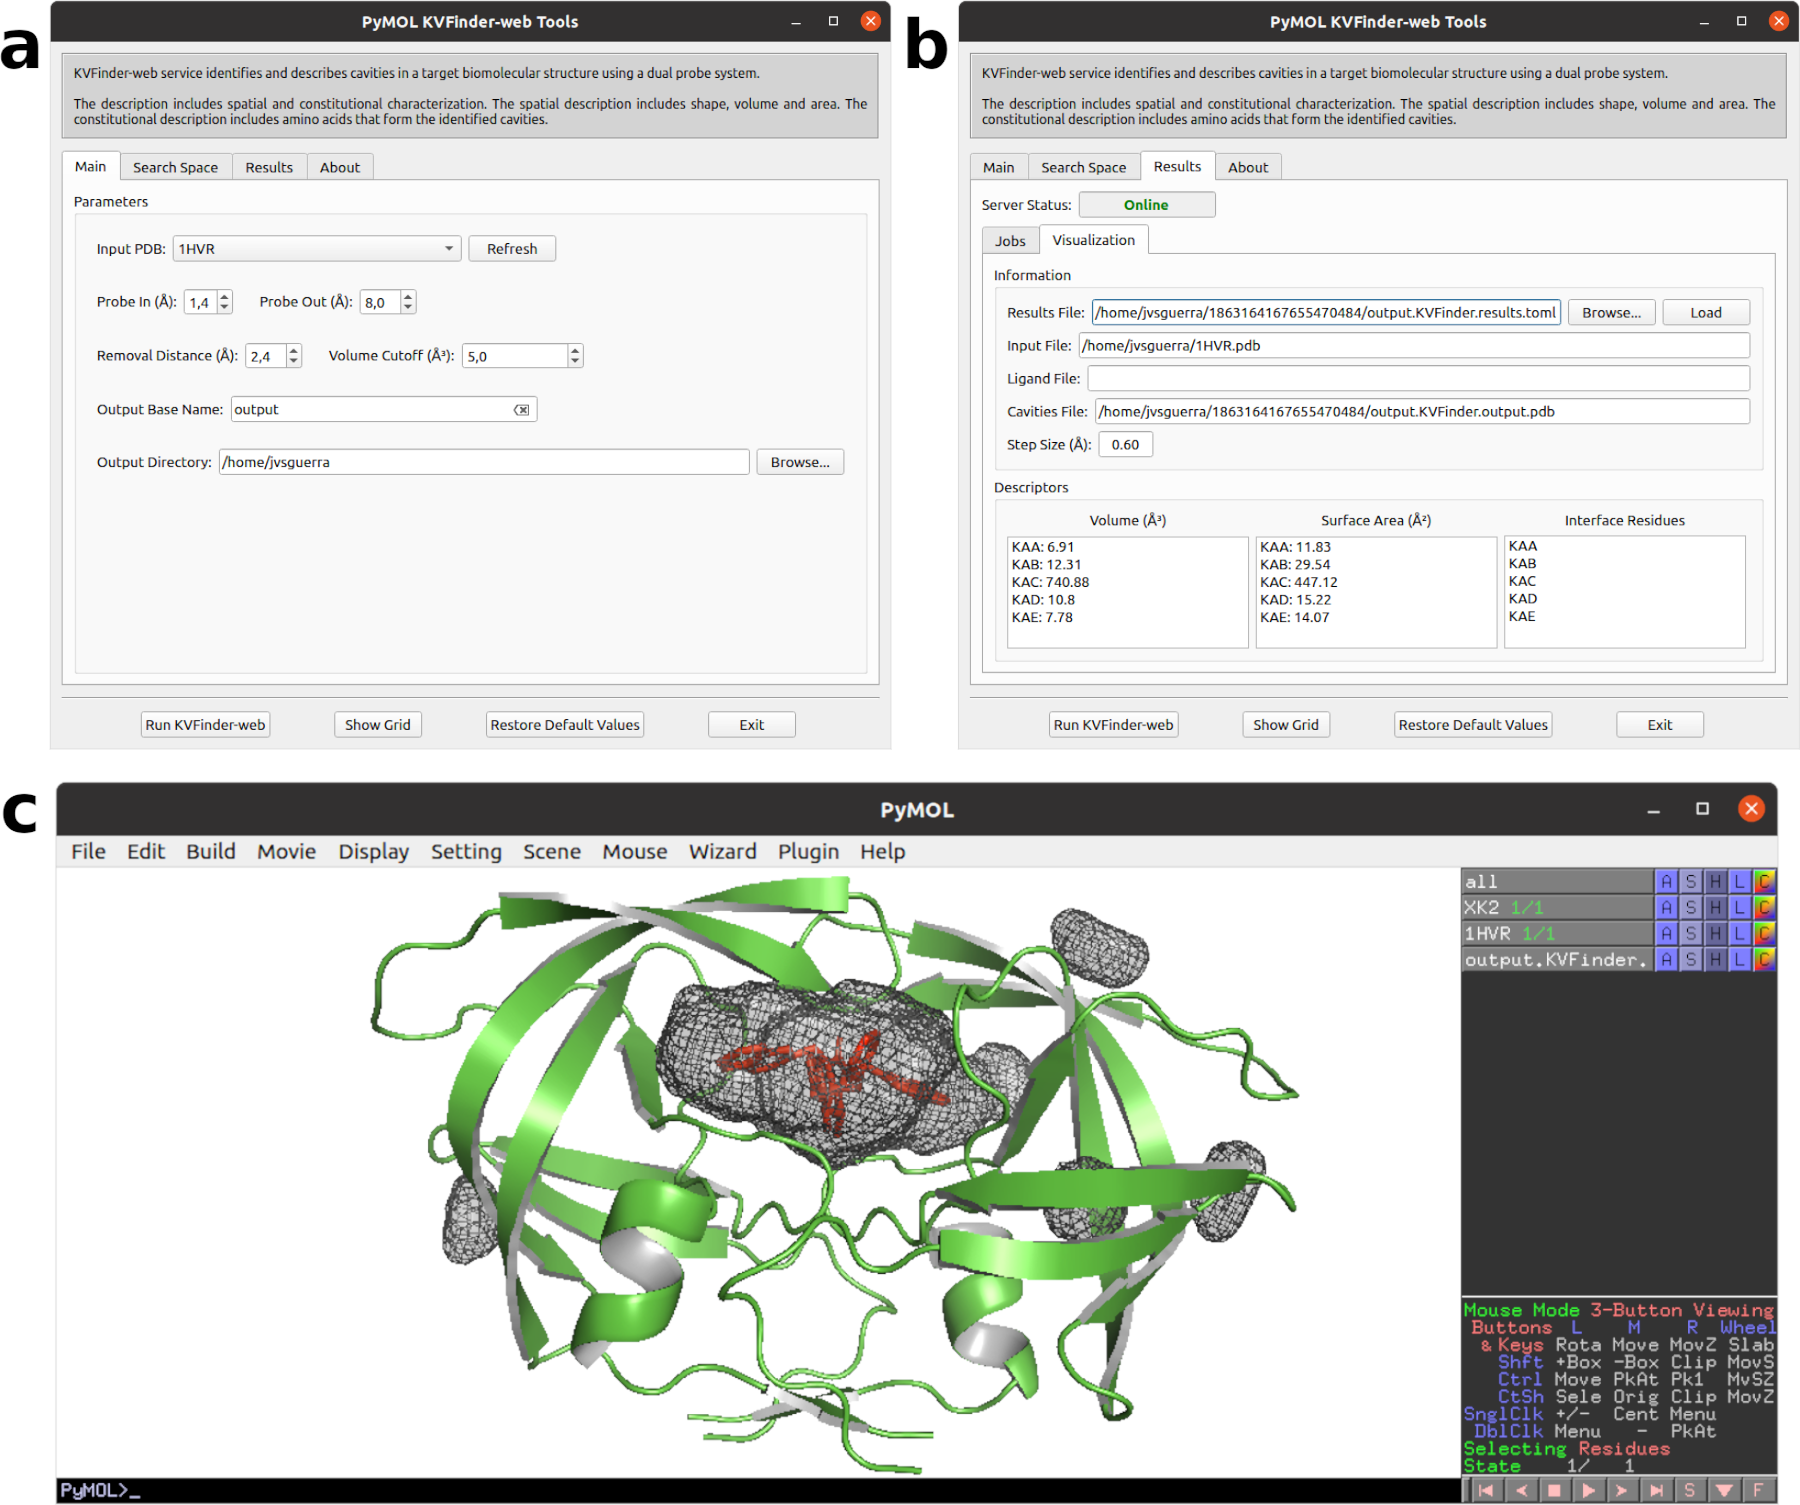 a
PyMOL KVFinder-web Tools
KVFinder-web service identifies and describes cavities in a target biomolecular structure using a dual probe system.
The description includes spatial and constitutional characterization. The spatial description includes shape, volume and area. The
constitutional description includes amino acids that form the identified cavities.
Main Search Space Results About
Parameters
Input PDB: 1HVR Refresh
Probe In (Å): 1,4 Probe Out (Å): 8,0
Removal Distance (Å): 2,4 Volume Cutoff (Å³): 5,0
Output Base Name: output
Output Directory: /home/jvsguerra Browse...
Run KVFinder-web Show Grid Restore Default Values Exit
b
PyMOL KVFinder-web Tools
KVFinder-web service identifies and describes cavities in a target biomolecular structure using a dual probe system.
The description includes spatial and constitutional characterization. The spatial description includes shape, volume and area. The
constitutional description includes amino acids that form the identified cavities.
Main Search Space Results About
Server Status: Online
Jobs Visualization
Information
Results File: /home/jvsguerra/1863164167655470484/output.KVFinder.results.toml Browse... Load
Input File: /home/jvsguerra/1HVR.pdb
Ligand File:
Cavities File: /home/jvsguerra/1863164167655470484/output.KVFinder.output.pdb
Step Size (Å): 0.60
Descriptors
Volume (Å³) Surface Area (Å²) Interface Residues
KAA: 6.91 KAA: 11.83 KAA
KAB: 12.31 KAB: 29.54 KAB
KAC: 740.88 KAC: 447.12 KAC
KAD: 10.8 KAD: 15.22 KAD
KAE: 7.78 KAE: 14.07 KAE
Run KVFinder-web Show Grid Restore Default Values Exit
c
PyMOL
File Edit Build Movie Display Setting Scene Mouse Wizard Plugin Help
all A S H L C
XK2 1/1 A S H L C
1HVR 1/1 A S H L C
output.KVFinder. A S H L C
Mouse Mode 3-Button Viewing
Buttons L M R Wheel
& Keys Rota Move MovZ Slab
Shft +Box -Box Clip MovS
Ctrl Move PkAt Pk1 MvSZ
CtSh Sele Orig Clip MovZ
SnglClk +/- Cent Menu
DblClk Menu - PkAt
Selecting Residues
State 1/ 1
PyMOL>_ S F